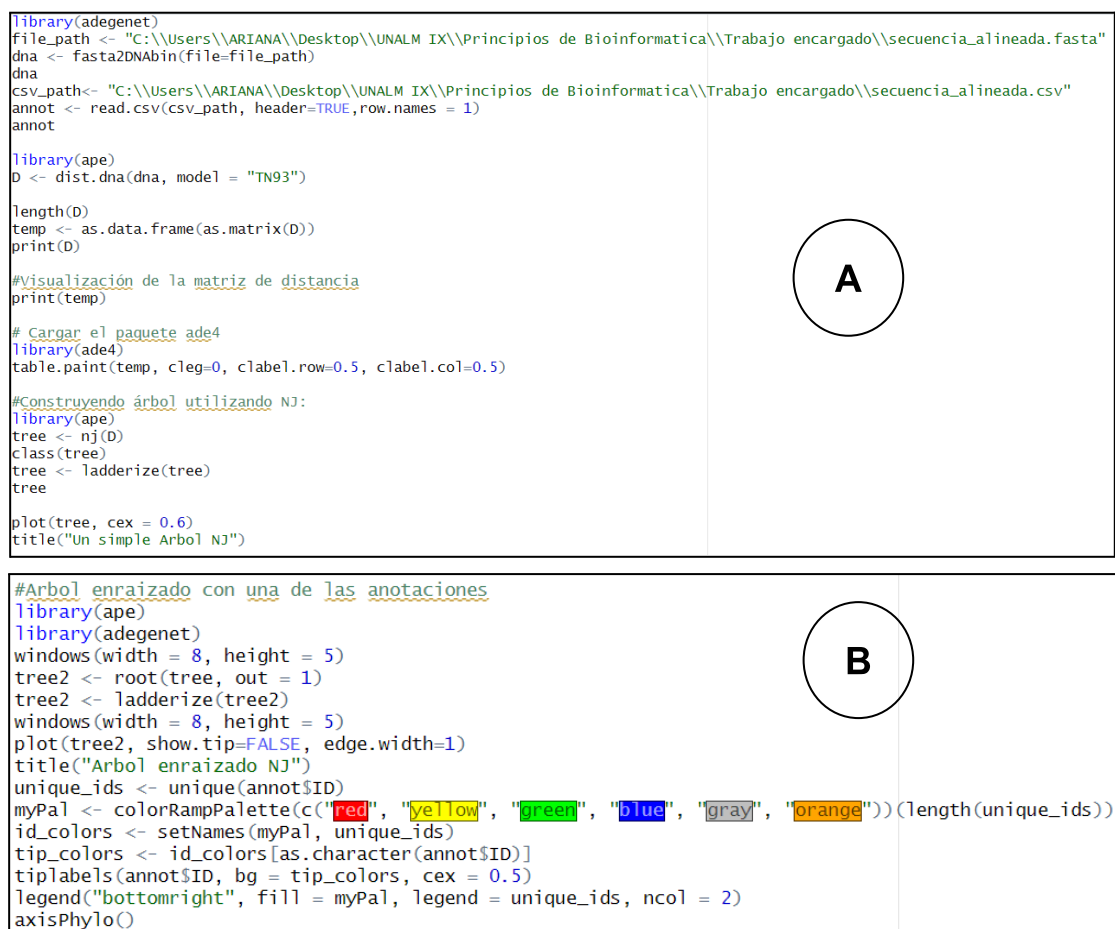 library(adegenet)
file_path <- "C:\\Users\\ARIANA\\Desktop\\UNALM IX\\Principios de Bioinformatica\\Trabajo encargado\\secuencia_alineada.fasta"
dna <- fasta2DNAbin(file=file_path)
dna
csv_path<- "C:\\Users\\ARIANA\\Desktop\\UNALM IX\\Principios de Bioinformatica\\Trabajo encargado\\secuencia_alineada.csv"
annot <- read.csv(csv_path, header=TRUE,row.names = 1)
annot
library(ape)
D <- dist.dna(dna, model = "TN93")
length(D)
temp <- as.data.frame(as.matrix(D))
print(D)
A
#Visualización de la matriz de distancia
print(temp)
# Cargar el paquete ade4
library(ade4)
table.paint(temp, cleg=0, clabel.row=0.5, clabel.col=0.5)
#Construyendo árbol utilizando NJ:
library(ape)
tree <- nj(D)
class(tree)
tree <- ladderize(tree)
tree
plot(tree, cex = 0.6)
title("Un simple Arbol NJ")
#Arbol enraizado con una de las anotaciones
library(ape)
library(adegenet)
windows(width = 8, height = 5)
B
tree2 <- root(tree, out = 1)
tree2 <- ladderize(tree2)
windows(width = 8, height = 5)
plot(tree2, show.tip=FALSE, edge.width=1)
title("Arbol enraizado NJ")
unique_ids <- unique(annot$ID)
myPal <- colorRampPalette(c("red", "yellow", "green", "blue", "gray", "orange"))(length(unique_ids))
id_colors <- setNames(myPal, unique_ids)
tip_colors <- id_colors[as.character(annot$ID)]
tiplabels(annot$ID, bg = tip_colors, cex = 0.5)
legend("bottomright", fill = myPal, legend = unique_ids, ncol = 2)
axisPhylo()